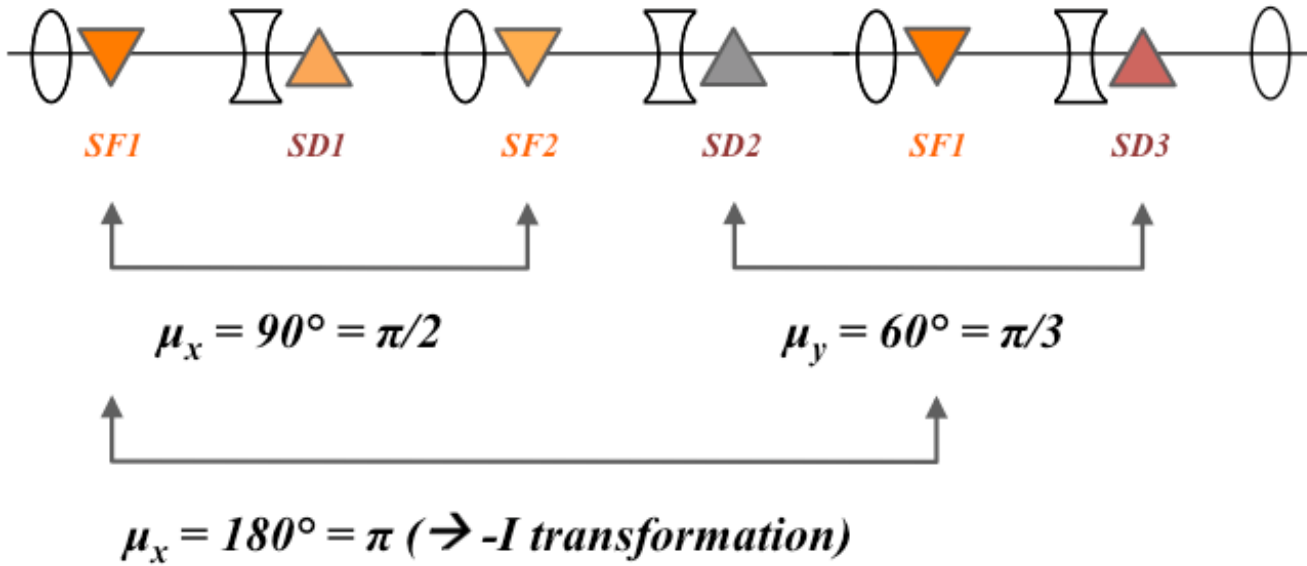 SF1 SD1 SF2 SD2 SF1 SD3
μx = 90° = π/2 μy = 60° = π/3
μx = 180° = π (→ -I transformation)